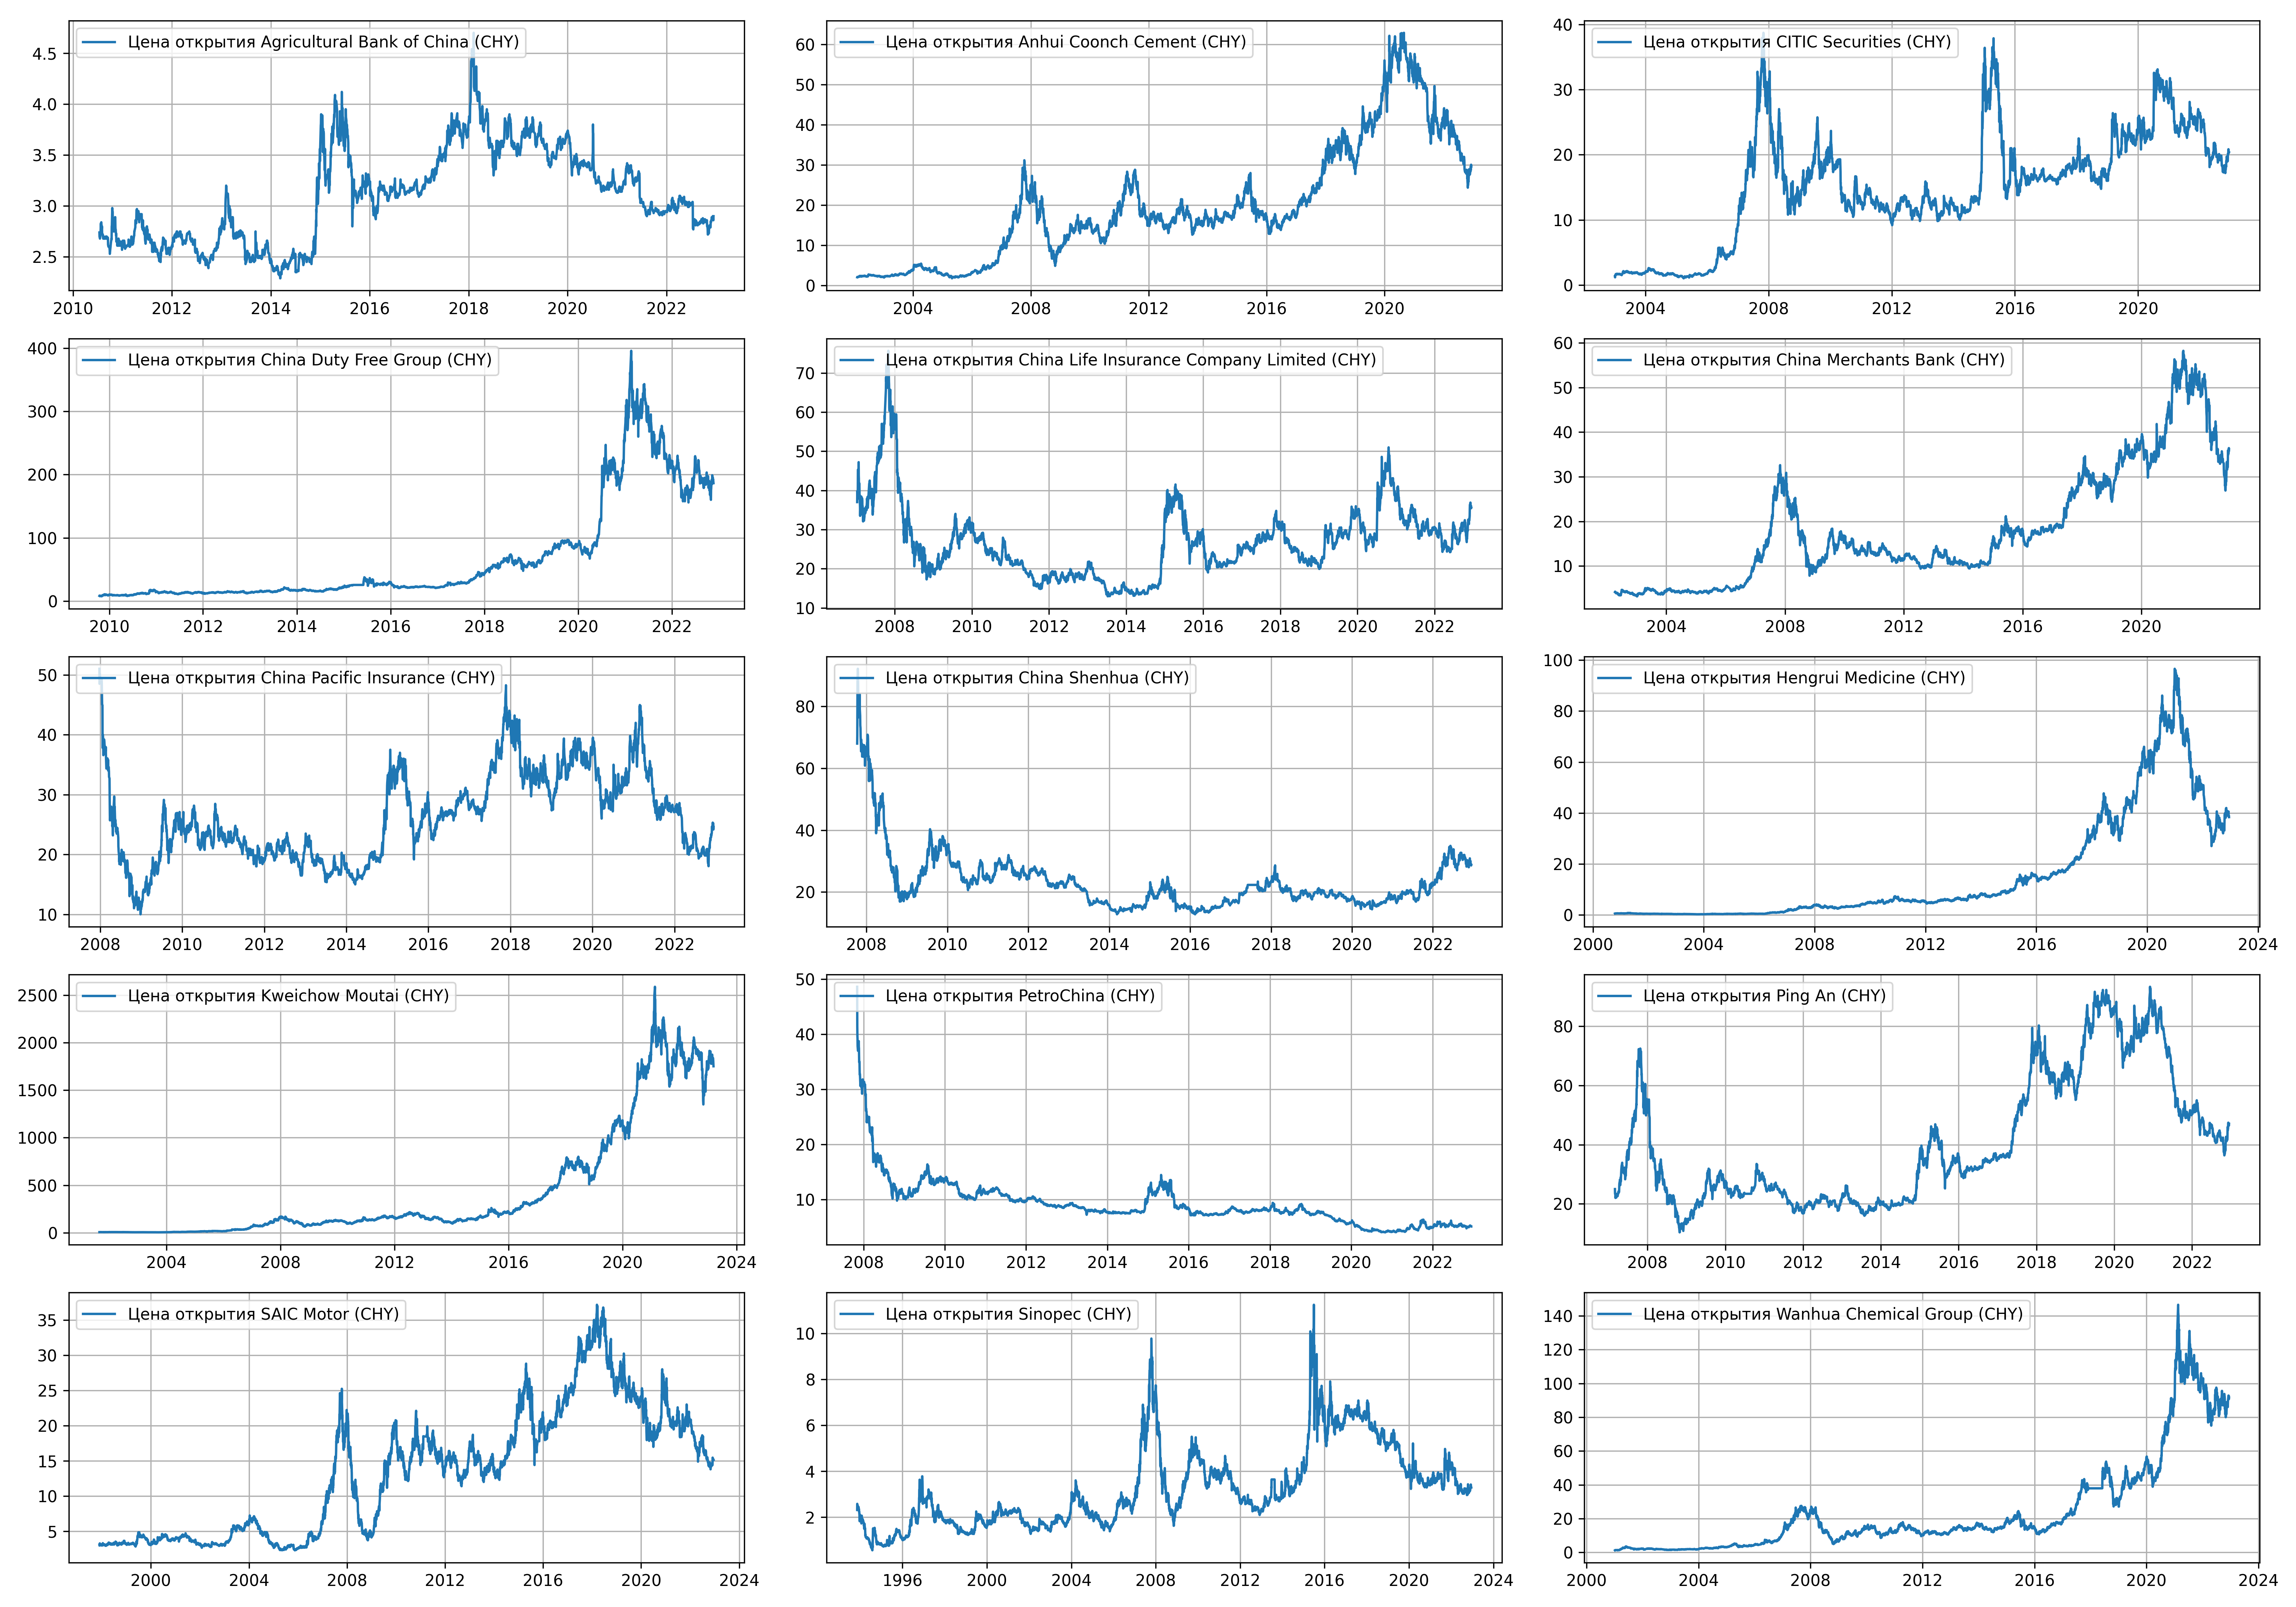 Цена открытия Agricultural Bank of China (CHY)
4.5
4.0
3.5
3.0
2.5
2010 2012 2014 2016 2018 2020 2022
Цена открытия Anhui Coonch Cement (CHY)
60
50
40
30
20
10
0
2004 2008 2012 2016 2020
Цена открытия CITIC Securities (CHY)
40
30
20
10
0
2004 2008 2012 2016 2020
Цена открытия China Duty Free Group (CHY)
400
300
200
100
0
2010 2012 2014 2016 2018 2020 2022
Цена открытия China Life Insurance Company Limited (CHY)
70
60
50
40
30
20
10
2008 2010 2012 2014 2016 2018 2020 2022
Цена открытия China Merchants Bank (CHY)
60
50
40
30
20
10
2004 2008 2012 2016 2020
Цена открытия China Pacific Insurance (CHY)
50
40
30
20
10
2008 2010 2012 2014 2016 2018 2020 2022
Цена открытия China Shenhua (CHY)
80
60
40
20
2008 2010 2012 2014 2016 2018 2020 2022
Цена открытия Hengrui Medicine (CHY)
100
80
60
40
20
0
2000 2004 2008 2012 2016 2020 2024
Цена открытия Kweichow Moutai (CHY)
2500
2000
1500
1000
500
0
2004 2008 2012 2016 2020 2024
Цена открытия PetroChina (CHY)
50
40
30
20
10
2008 2010 2012 2014 2016 2018 2020 2022
Цена открытия Ping An (CHY)
80
60
40
20
2008 2010 2012 2014 2016 2018 2020 2022
Цена открытия SAIC Motor (CHY)
35
30
25
20
15
10
5
2000 2004 2008 2012 2016 2020 2024
Цена открытия Sinopec (CHY)
10
8
6
4
2
1996 2000 2004 2008 2012 2016 2020 2024
Цена открытия Wanhua Chemical Group (CHY)
140
120
100
80
60
40
20
0
2000 2004 2008 2012 2016 2020 2024